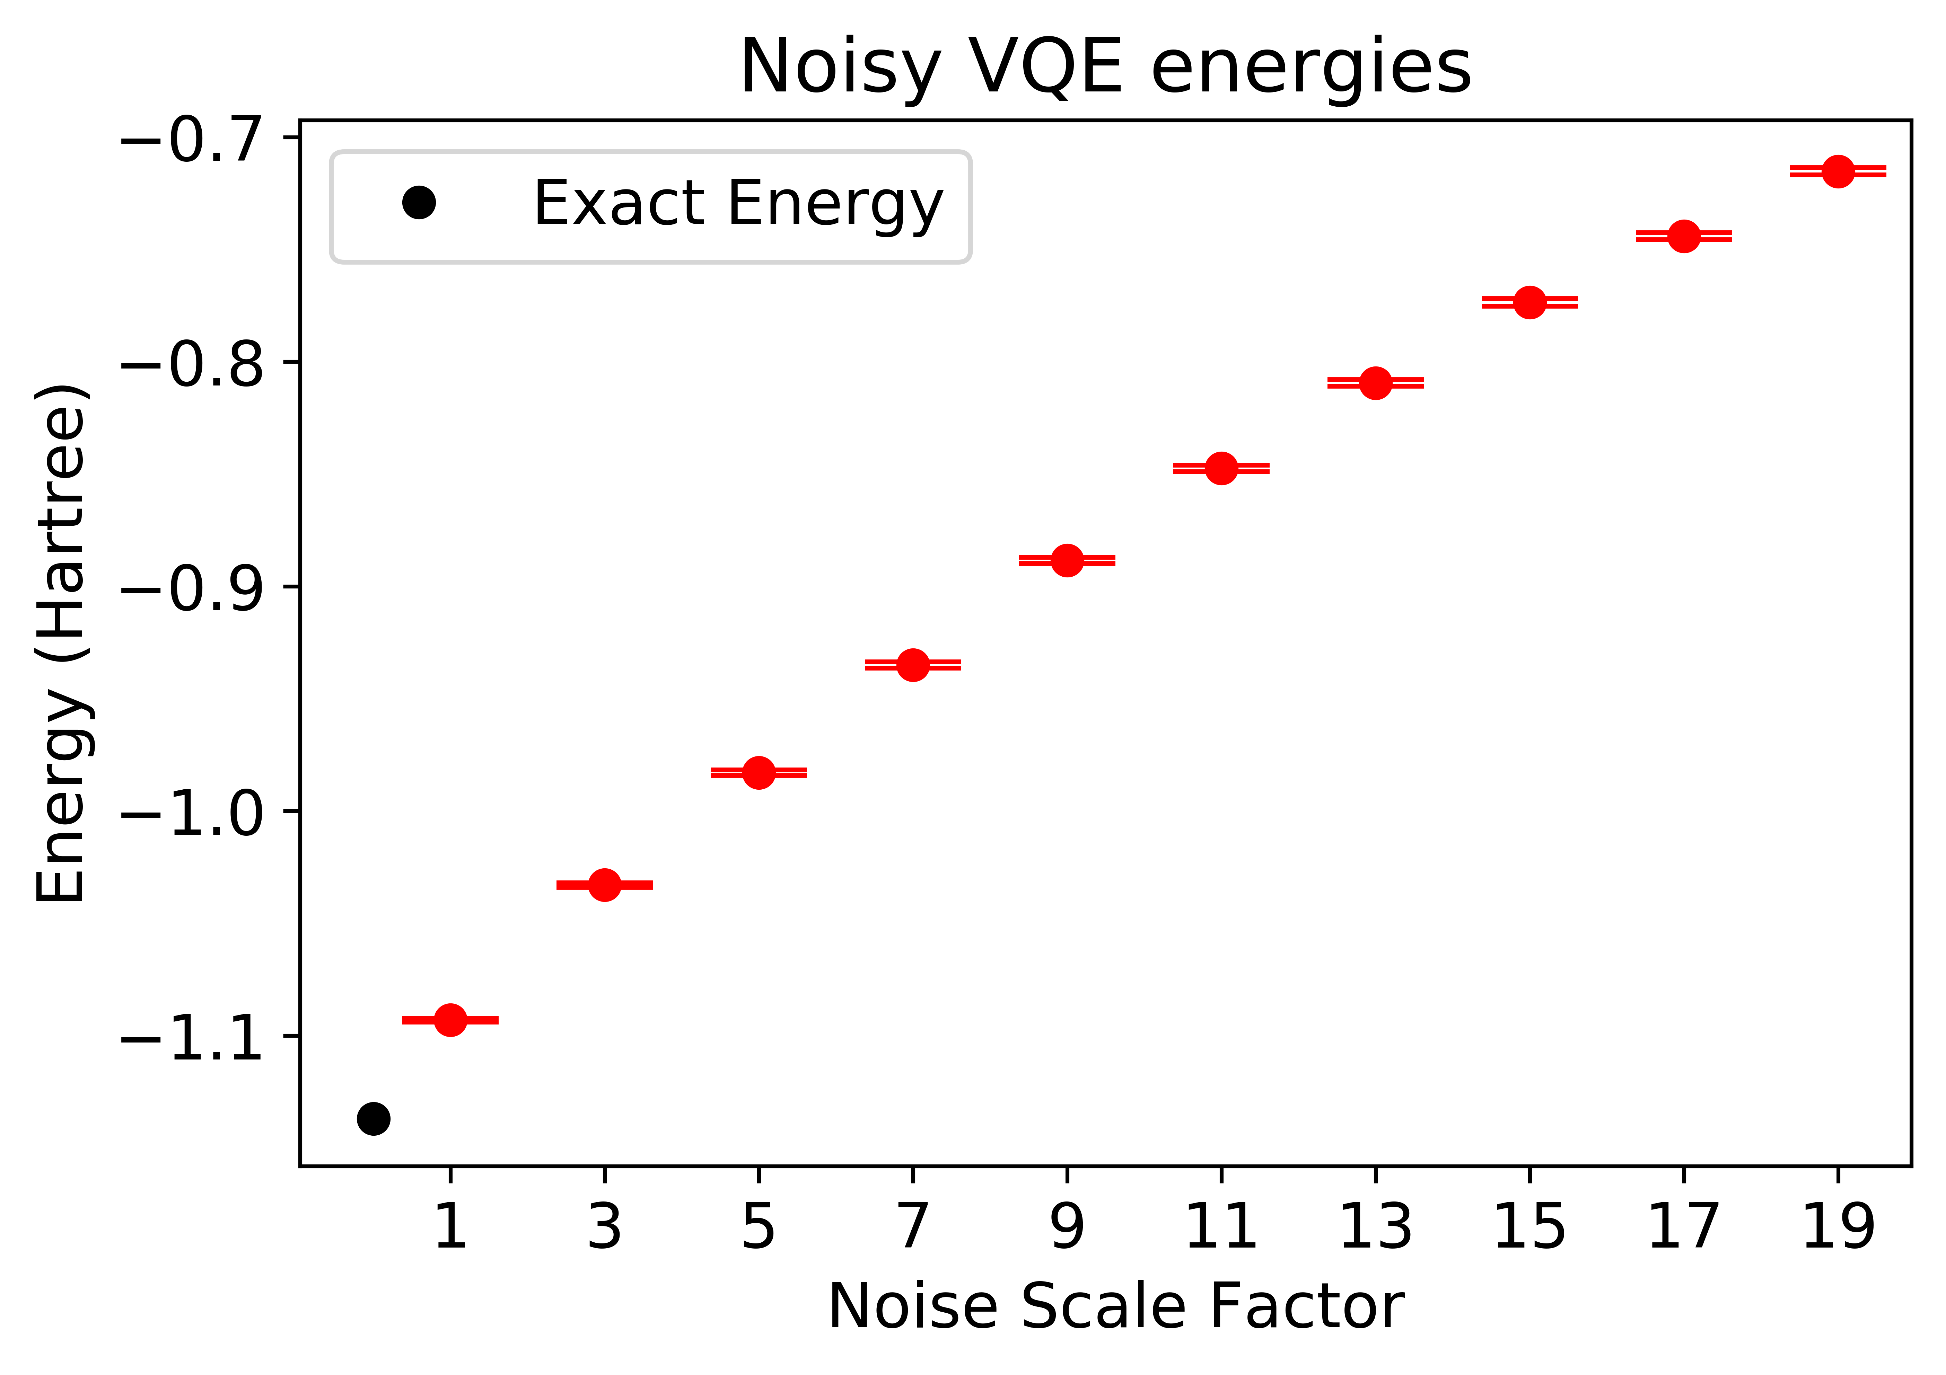 Noisy VQE energies
Exact Energy
−0.7
−0.8
−0.9
−1.0
−1.1
Energy (Hartree)
1 3 5 7 9 11 13 15 17 19
Noise Scale Factor